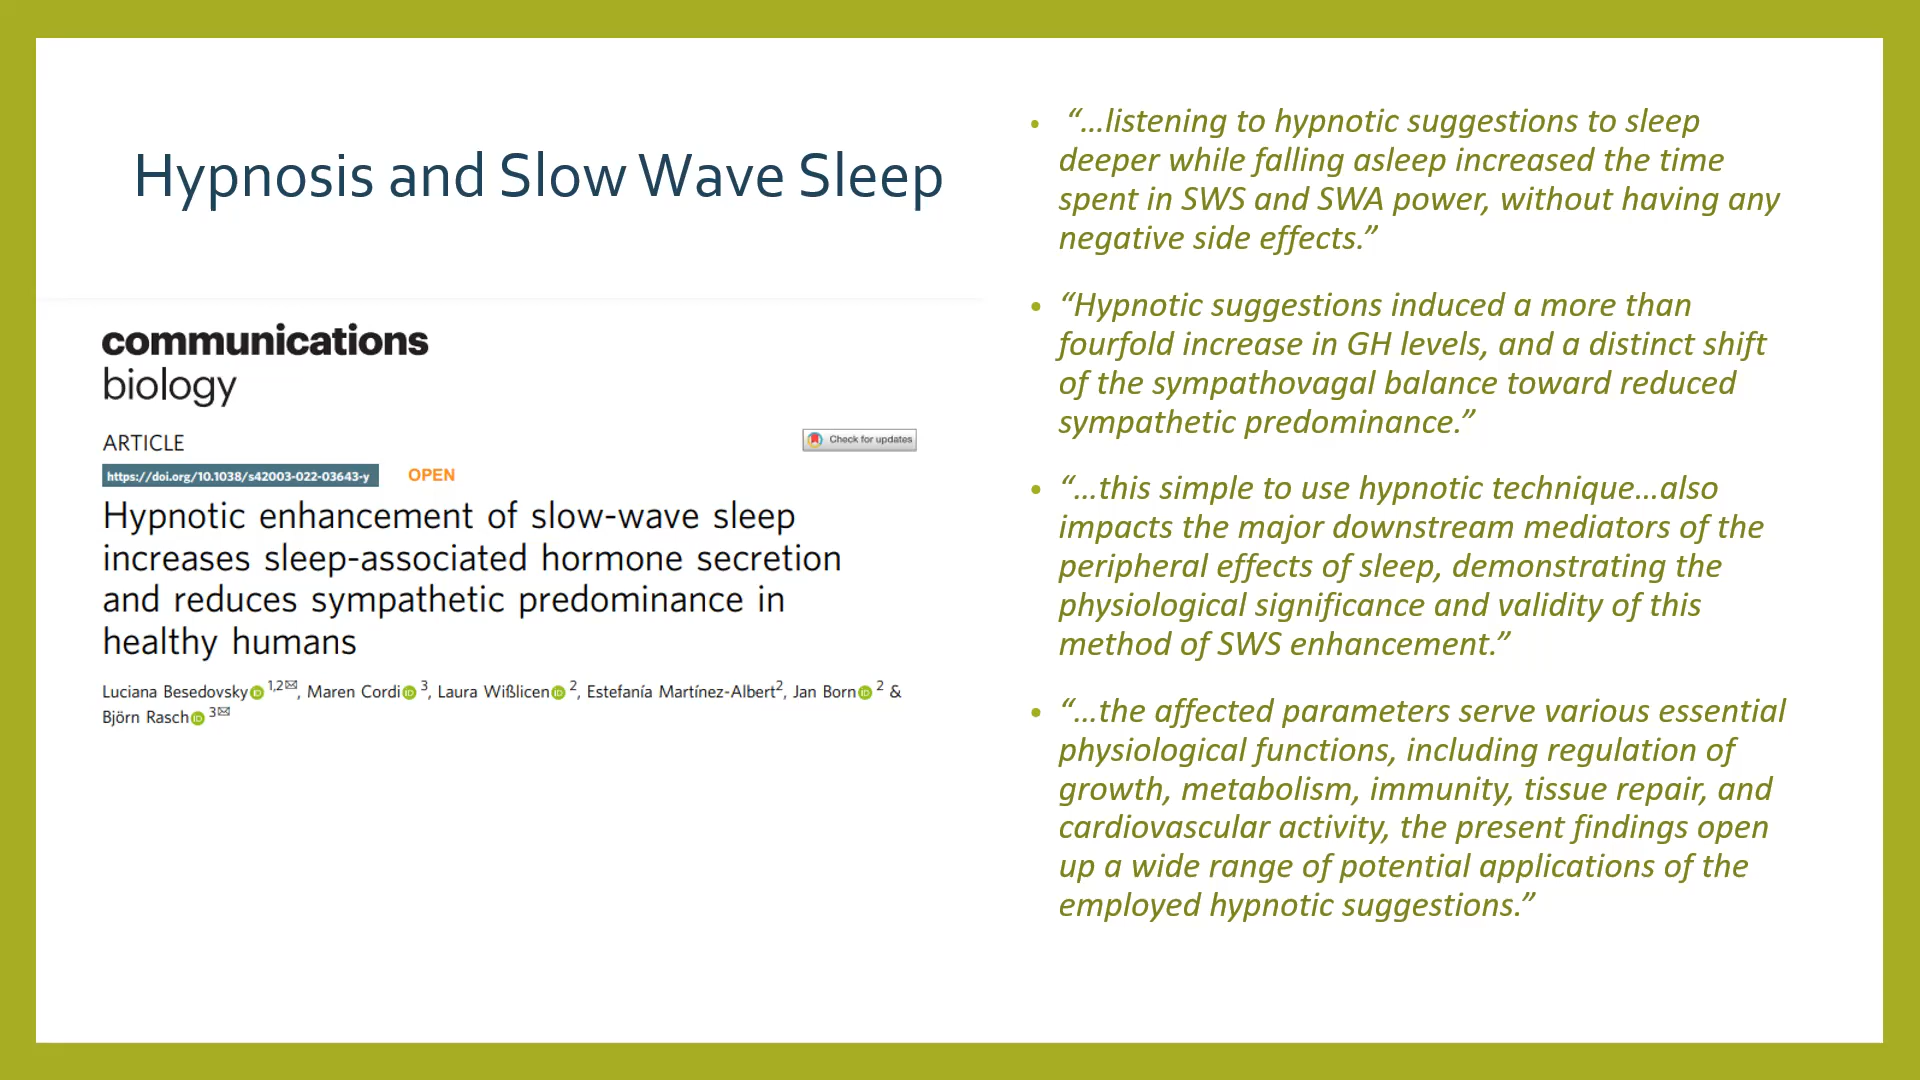 Hypnosis and Slow Wave Sleep
communications
biology
ARTICLE
Check for updates
https://doi.org/10.1038/s42003-022-03643-y OPEN
Hypnotic enhancement of slow-wave sleep
increases sleep-associated hormone secretion
and reduces sympathetic predominance in
healthy humans
Luciana Besedovsky 1,2✉, Maren Cordi 3, Laura Wißlicen 2, Estefanía Martínez-Albert2, Jan Born 2 &
Björn Rasch 3✉
• “…listening to hypnotic suggestions to sleep
deeper while falling asleep increased the time
spent in SWS and SWA power, without having any
negative side effects.”
• “Hypnotic suggestions induced a more than
fourfold increase in GH levels, and a distinct shift
of the sympathovagal balance toward reduced
sympathetic predominance.”
• “…this simple to use hypnotic technique…also
impacts the major downstream mediators of the
peripheral effects of sleep, demonstrating the
physiological significance and validity of this
method of SWS enhancement.”
• “…the affected parameters serve various essential
physiological functions, including regulation of
growth, metabolism, immunity, tissue repair, and
cardiovascular activity, the present findings open
up a wide range of potential applications of the
employed hypnotic suggestions.”